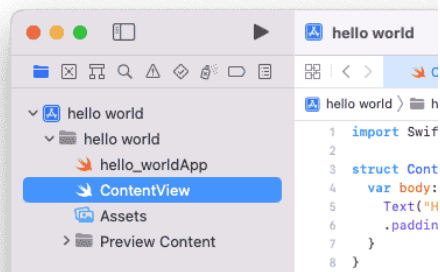 hello world
C
hello world
hello world
hello_worldApp
ContentView
Assets
Preview Content
hello world h
1 import Swif
2
3 struct Cont
4 var body:
5 Text("H
6 .paddin
7 }
8 }